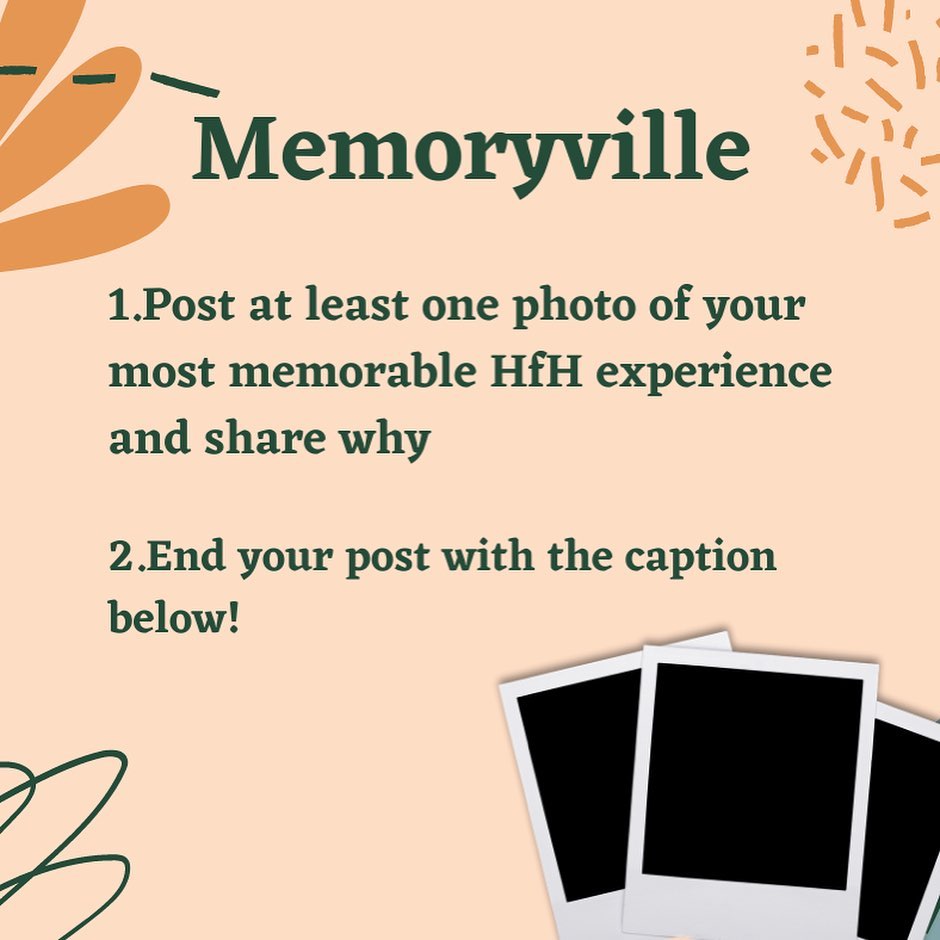 Memoryville
1.Post at least one photo of your
most memorable HfH experience
and share why
2.End your post with the caption
below!